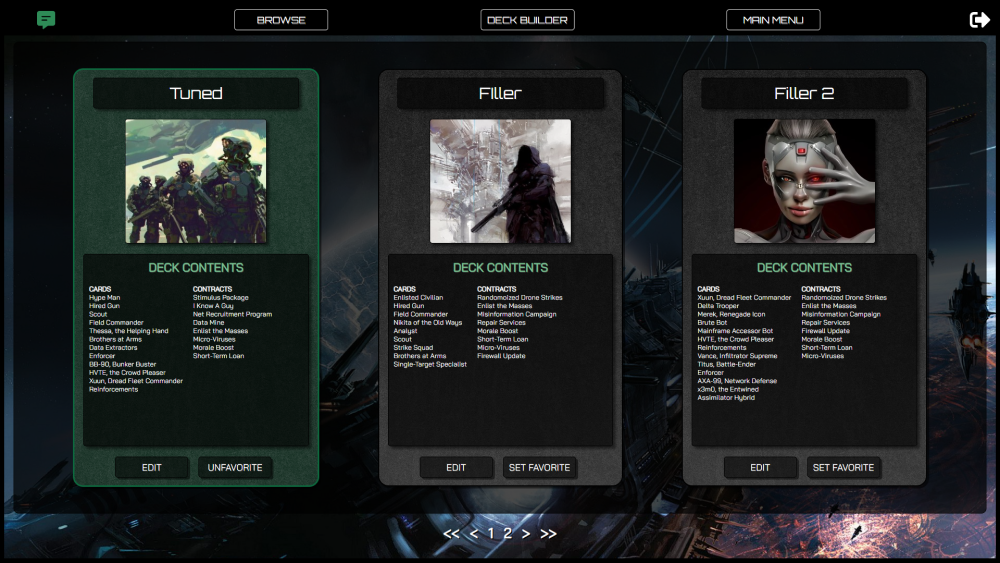 BROWSE
DECK BUILDER
MAIN MENU
Tuned
DECK CONTENTS
CARDS
Hype Man
Hired Gun
Scout
Field Commander
Thessa, the Helping Hand
Brothers at Arms
Data Extractors
Enforcer
BB-90, Bunker Buster
HVTE, the Crowd Pleaser
Xuun, Dread Fleet Commander
Reinforcements
CONTRACTS
Stimulus Package
I Know A Guy
Net Recruitment Program
Data Mine
Enlist the Masses
Micro-Viruses
Morale Boost
Short-Term Loan
EDIT
UNFAVORITE
FIller
DECK CONTENTS
CARDS
Enlisted Civilian
Hired Gun
Field Commander
Nikita of the Old Ways
Analyst
Scout
Strike Squad
Brothers at Arms
Single-Target Specialist
CONTRACTS
Randomoized Drone Strikes
Enlist the Masses
Misinformation Campaign
Repair Services
Morale Boost
Short-Term Loan
Micro-Viruses
Firewall Update
EDIT
SET FAVORITE
Filler 2
DECK CONTENTS
CARDS
Xuun, Dread Fleet Commander
Delta Trooper
Merek, Renegade Icon
Brute Bot
Mainframe Accessor Bot
HVTE, the Crowd Pleaser
Reinforcements
Vance, Infiltrator Supreme
Titus, Battle-Ender
Enforcer
AXA-99, Network Defense
x3m0, the Entwined
Assimilator Hybrid
CONTRACTS
Randomoized Drone Strikes
Enlist the Masses
Misinformation Campaign
Repair Services
Firewall Update
Morale Boost
Short-Term Loan
Micro-Viruses
EDIT
SET FAVORITE
<< < 1 2 > >>